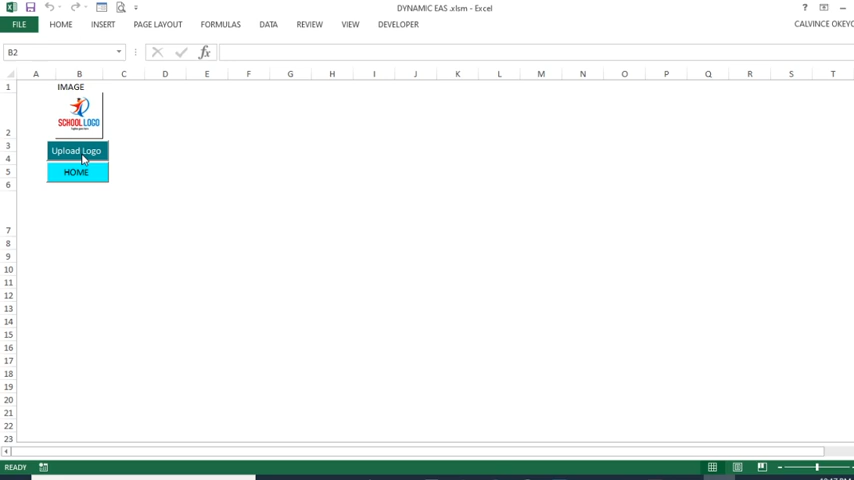 DYNAMIC EAS .xlsm - Excel
FILE HOME INSERT PAGE LAYOUT FORMULAS DATA REVIEW VIEW DEVELOPER CALVINCE OKEYO
B2
A B C D E F G H I J K L M N O P Q R S T
1 IMAGE
SCHOOL LOGO
2
3 Upload Logo
4
5 HOME
6
7
8
9
10
11
12
13
14
15
16
17
18
19
20
21
22
23
READY